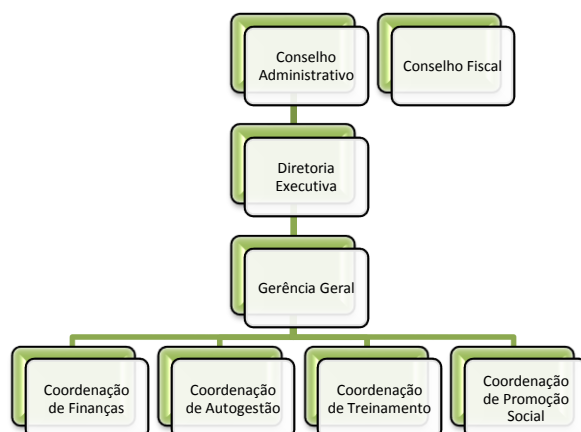 Conselho
Administrativo
Conselho Fiscal
Diretoria
Executiva
Gerência Geral
Coordenação
de Finanças
Coordenação
de Autogestão
Coordenação
de Treinamento
Coordenação
de Promoção
Social